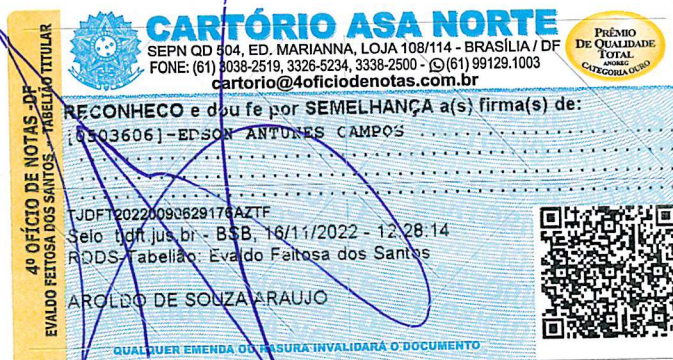 CARTÓRIO ASA NORTE
SEPN QD 504, ED. MARIANNA, LOJA 108/114 - BRASÍLIA / DF
FONE: (61) 3038-2519, 3326-5234, 3338-2500 - (61) 99129.1003
cartorio@4oficiodenotas.com.br
PRÊMIO
DE QUALIDADE
TOTAL
ANOREG
CATEGORIA OURO
4º OFÍCIO DE NOTAS-DF
EVALDO FEITOSA DOS SANTOS - TABELIÃO TITULAR
RECONHECO e dou fe por SEMELHANÇA a(s) firma(s) de:
[0503606]-EDSON ANTUNES CAMPOS
TJDFT20220090629176AZTF
Selo tjdft.jus.br - BSB, 16/11/2022 - 12:28:14
RODS-Tabelião: Evaldo Feitosa dos Santos
AROLDO DE SOUZA ARAUJO
QUALQUER EMENDA OU RASURA INVALIDARÁ O DOCUMENTO